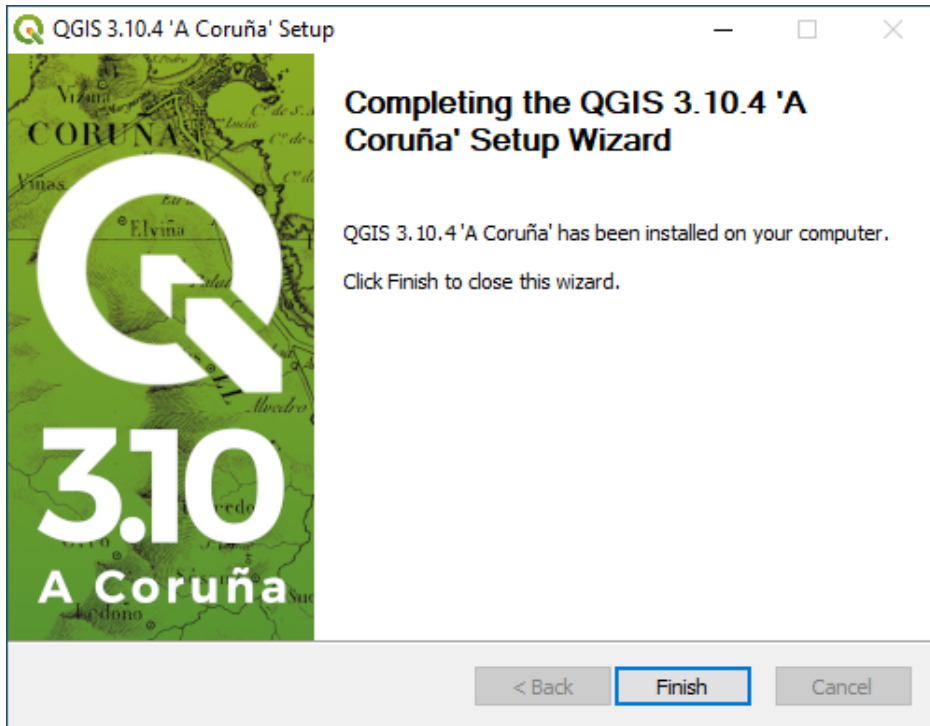 QGIS 3.10.4 'A Coruña' Setup
Completing the QGIS 3.10.4 'A
Coruña' Setup Wizard
QGIS 3.10.4 'A Coruña' has been installed on your computer.
Click Finish to close this wizard.
CORUÑA
Elviña
Alvedro
3.10
A Coruña
Ledoño
< Back
Finish
Cancel